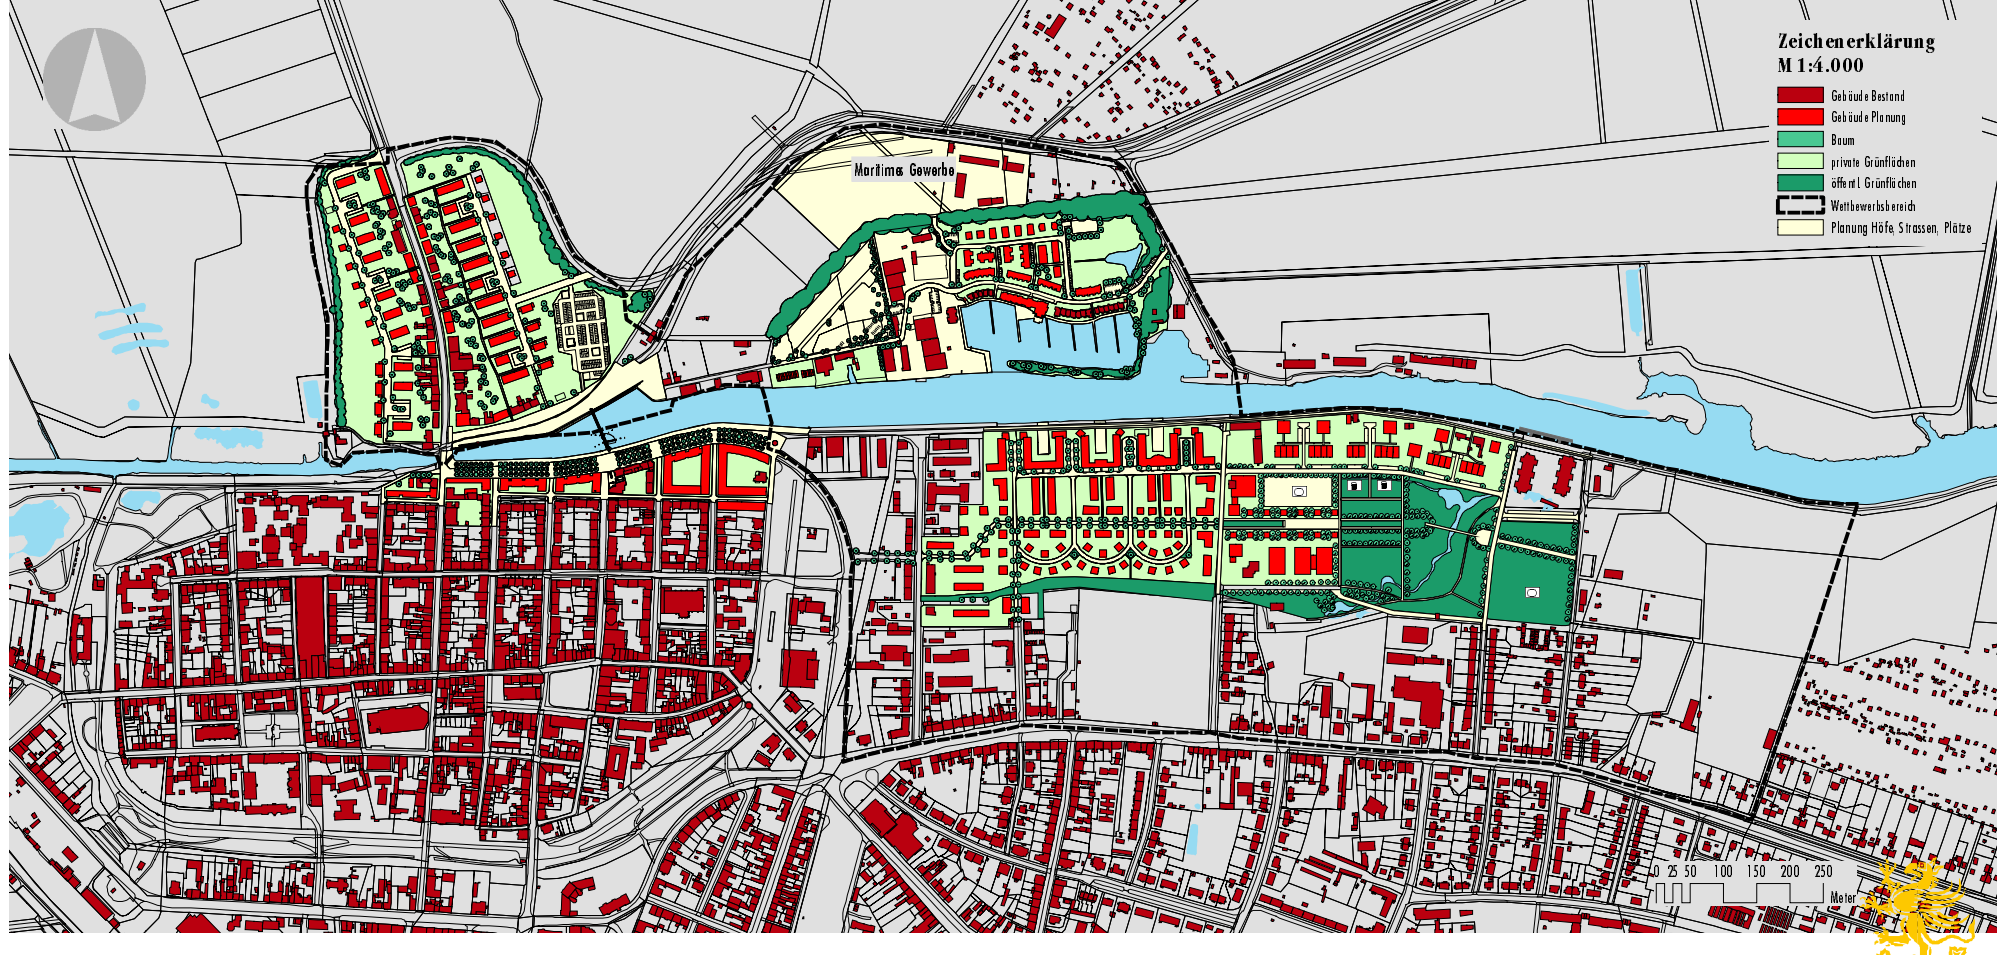 Zeichenerklärung
M 1:4.000
Gebäude Bestand
Gebäude Planung
Baum
private Grünflächen
öffentl. Grünflächen
Wettbewerbsbereich
Planung Höfe, Strassen, Plätze
Maritimes Gewerbe
0 25 50 100 150 200 250
Meter